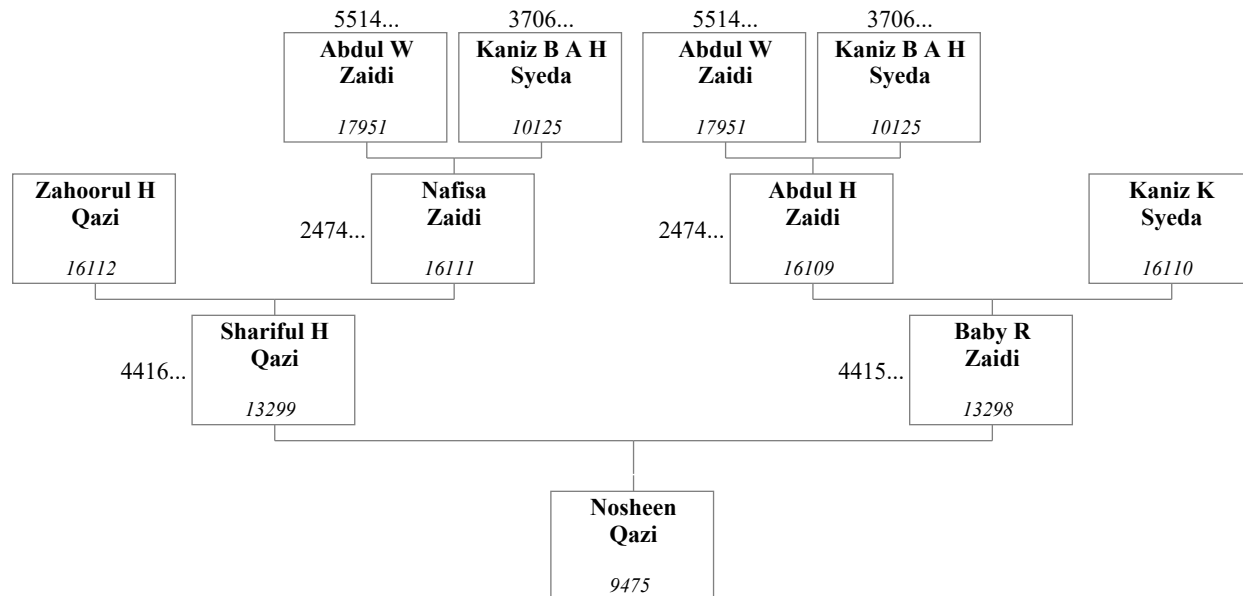 5514...
3706...
5514...
3706...
Abdul W
Zaidi
17951
Kaniz B A H
Syeda
10125
Abdul W
Zaidi
17951
Kaniz B A H
Syeda
10125
Zahoorul H
Qazi
16112
2474...
Nafisa
Zaidi
16111
2474...
Abdul H
Zaidi
16109
Kaniz K
Syeda
16110
4416...
Shariful H
Qazi
13299
4415...
Baby R
Zaidi
13298
Nosheen
Qazi
9475